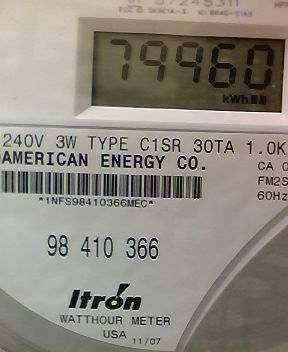 79960
kWh
240V 3W TYPE C1SR 30TA 1.0K
AMERICAN ENERGY CO.
CA
FM2S
60Hz
*1NFS98410366MEC*
98 410 366
Itron
WATTHOUR METER
USA 11/07